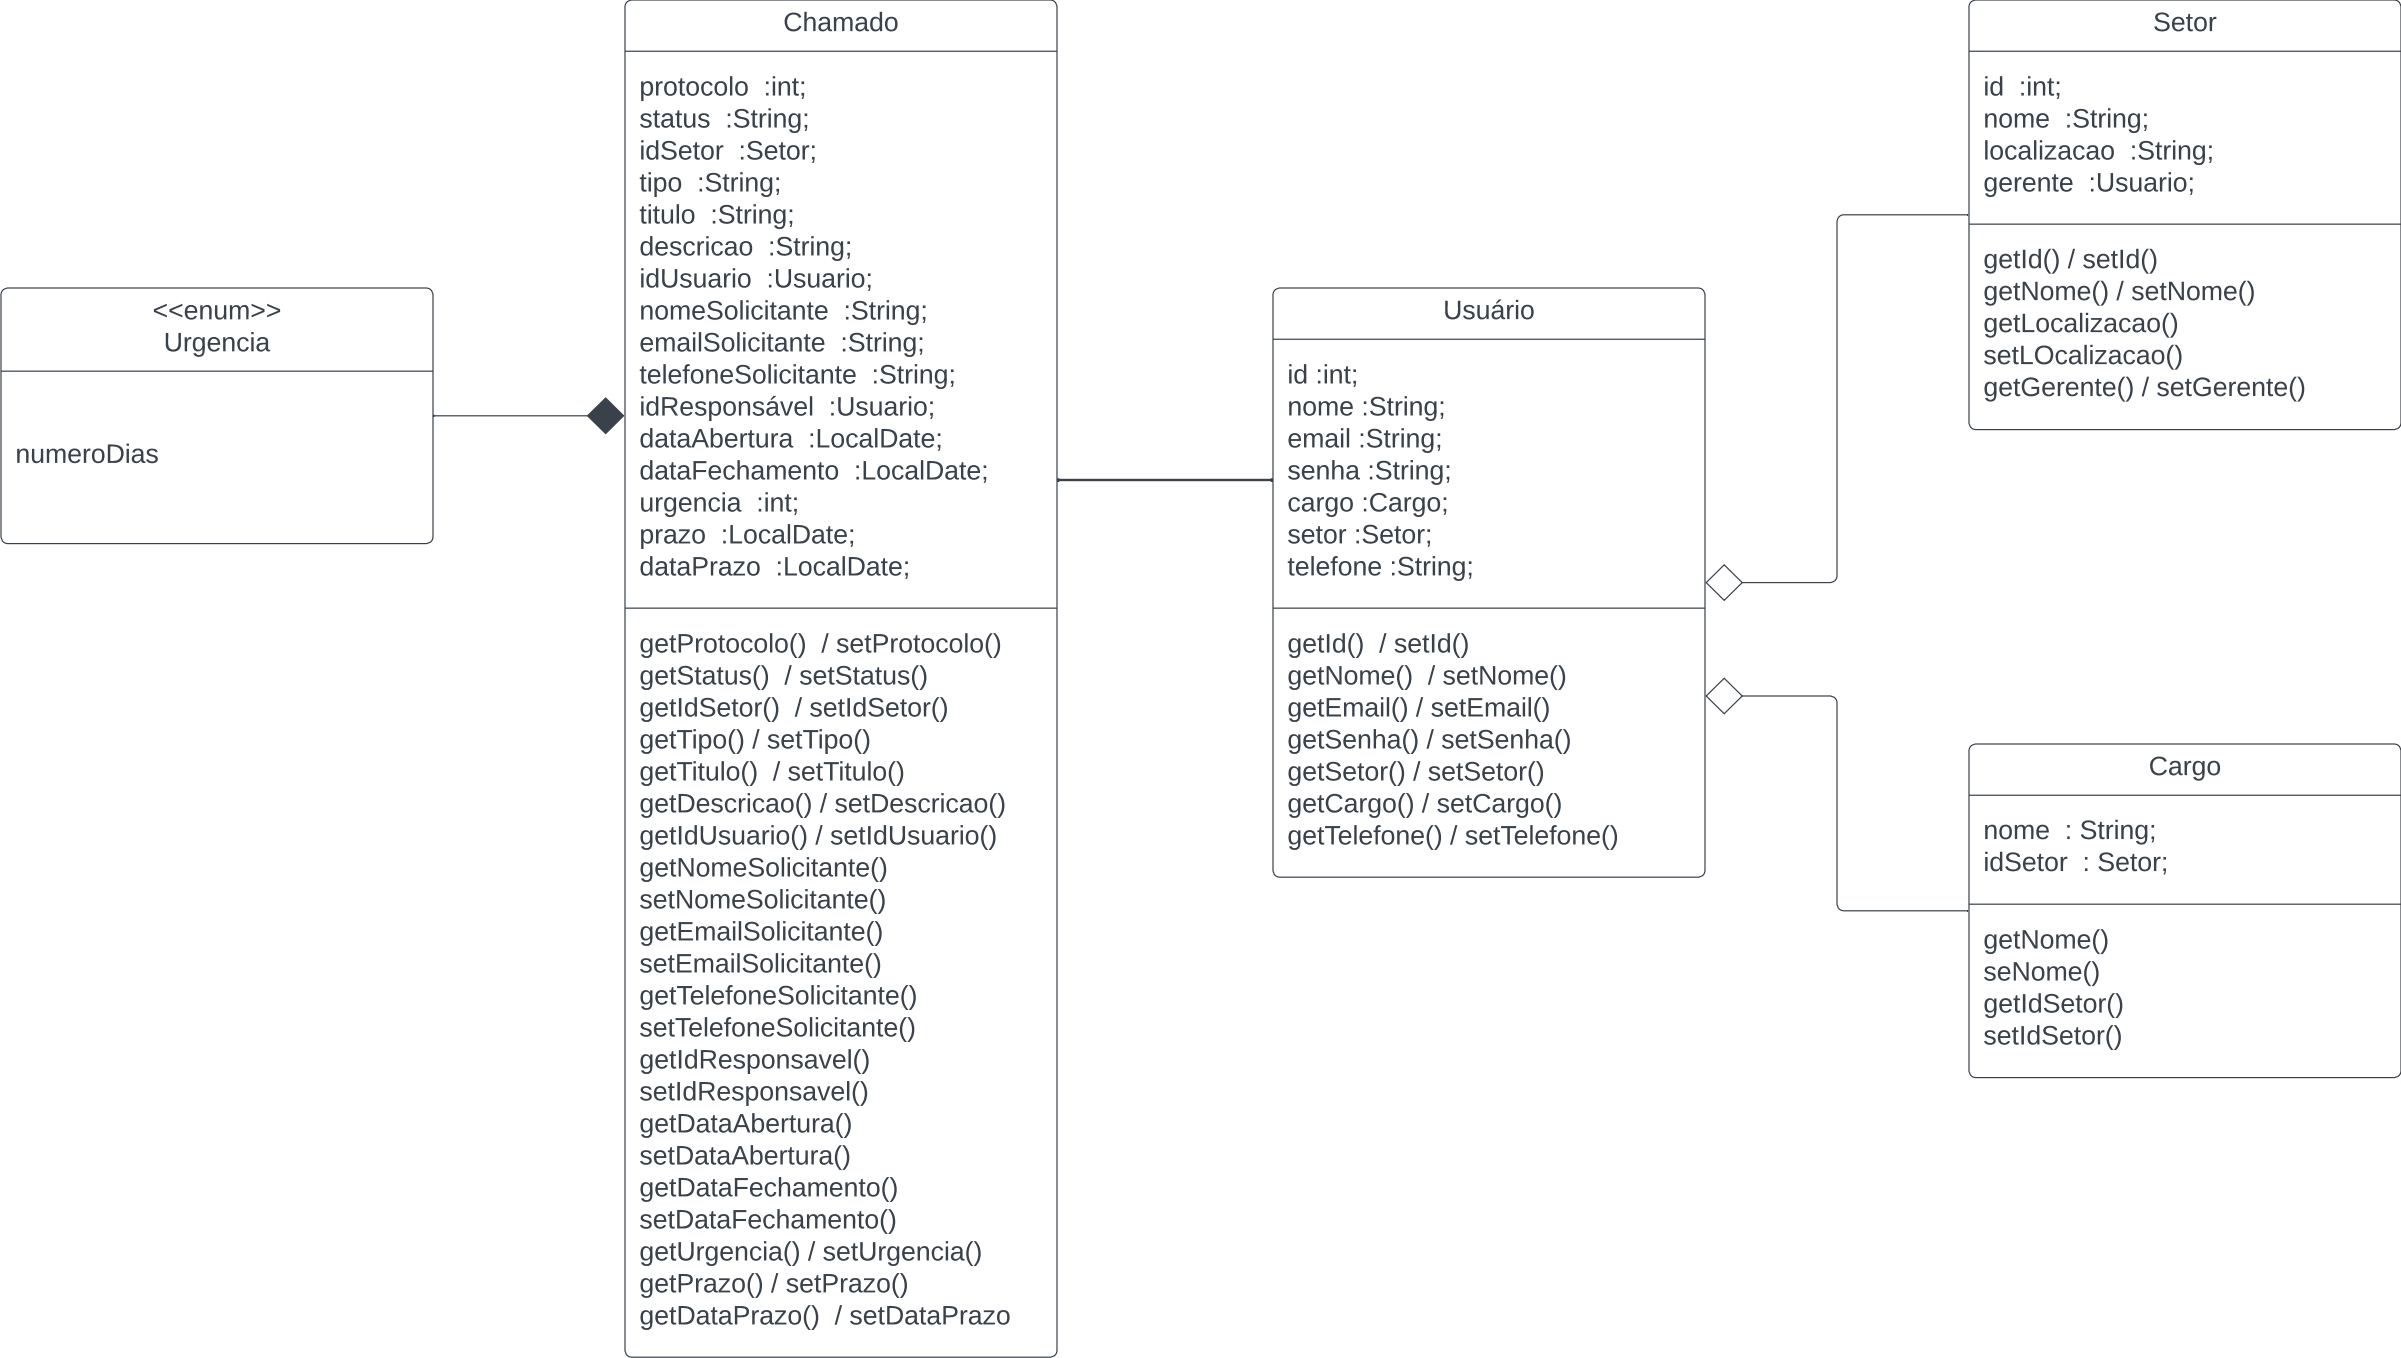 <<enum>>
Urgencia
numeroDias
Chamado
protocolo  :int;
status  :String;
idSetor  :Setor;
tipo  :String;
titulo  :String;
descricao  :String;
idUsuario  :Usuario;
nomeSolicitante  :String;
emailSolicitante  :String;
telefoneSolicitante  :String;
idResponsável  :Usuario;
dataAbertura  :LocalDate;
dataFechamento  :LocalDate;
urgencia  :int;
prazo  :LocalDate;
dataPrazo  :LocalDate;
getProtocolo()  / setProtocolo()
getStatus()  / setStatus()
getIdSetor()  / setIdSetor()
getTipo() / setTipo()
getTitulo()  / setTitulo()
getDescricao() / setDescricao()
getIdUsuario() / setIdUsuario()
getNomeSolicitante()
setNomeSolicitante()
getEmailSolicitante()
setEmailSolicitante()
getTelefoneSolicitante()
setTelefoneSolicitante()
getIdResponsavel()
setIdResponsavel()
getDataAbertura()
setDataAbertura()
getDataFechamento()
setDataFechamento()
getUrgencia() / setUrgencia()
getPrazo() / setPrazo()
getDataPrazo()  / setDataPrazo
Usuário
id :int;
nome :String;
email :String;
senha :String;
cargo :Cargo;
setor :Setor;
telefone :String;
getId()  / setId()
getNome()  / setNome()
getEmail() / setEmail()
getSenha() / setSenha()
getSetor() / setSetor()
getCargo() / setCargo()
getTelefone() / setTelefone()
Setor
id  :int;
nome  :String;
localizacao  :String;
gerente  :Usuario;
getId() / setId()
getNome() / setNome()
getLocalizacao()
setLOcalizacao()
getGerente() / setGerente()
Cargo
nome  : String;
idSetor  : Setor;
getNome()
seNome()
getIdSetor()
setIdSetor()